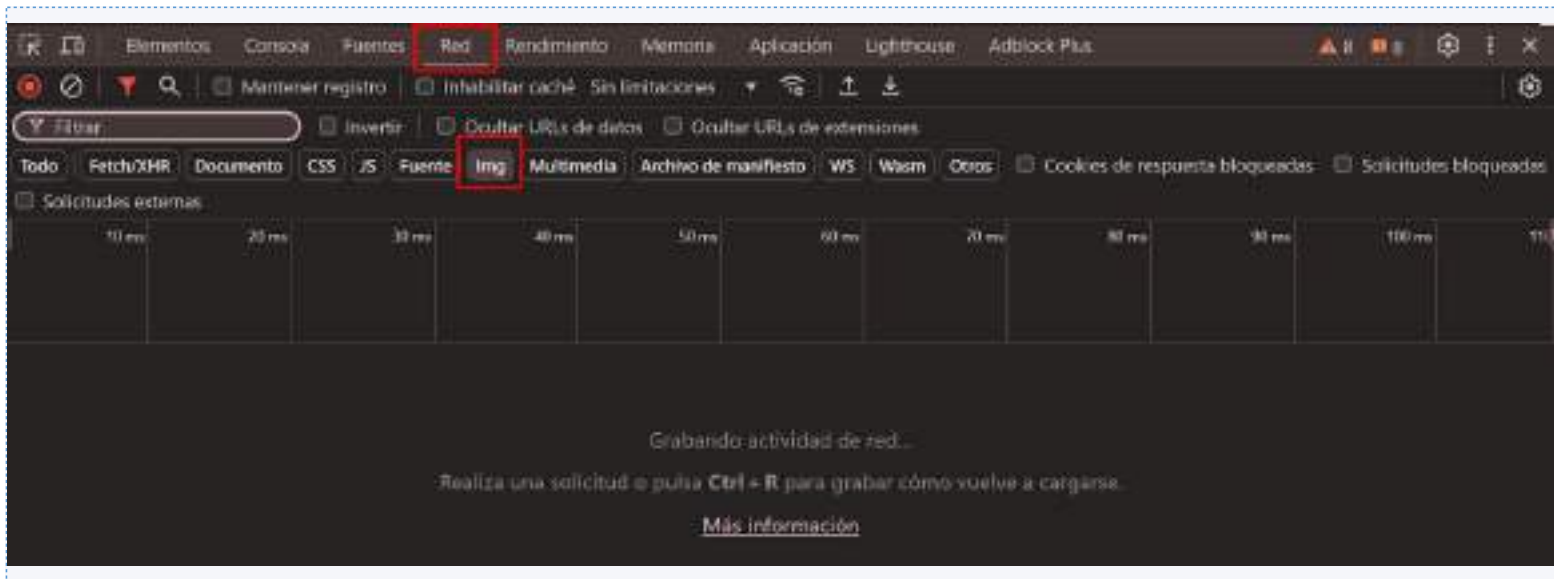 Elementos Consola Fuentes Red Rendimiento Memoria Aplicación Lighthouse Adblock Plus
Mantener registro Inhabilitar caché Sin limitaciones
Filtrar Invertir Ocultar URLs de datos Ocultar URLs de extensiones
Todo Fetch/XHR Documento CSS JS Fuente Img Multimedia Archivo de manifiesto WS Wasm Otros Cookies de respuesta bloqueadas Solicitudes bloqueadas
Solicitudes externas
10 ms 20 ms 30 ms 40 ms 50 ms 60 ms 70 ms 80 ms 90 ms 100 ms
Grabando actividad de red...
Realiza una solicitud o pulsa Ctrl + R para grabar cómo vuelve a cargarse.
Más información